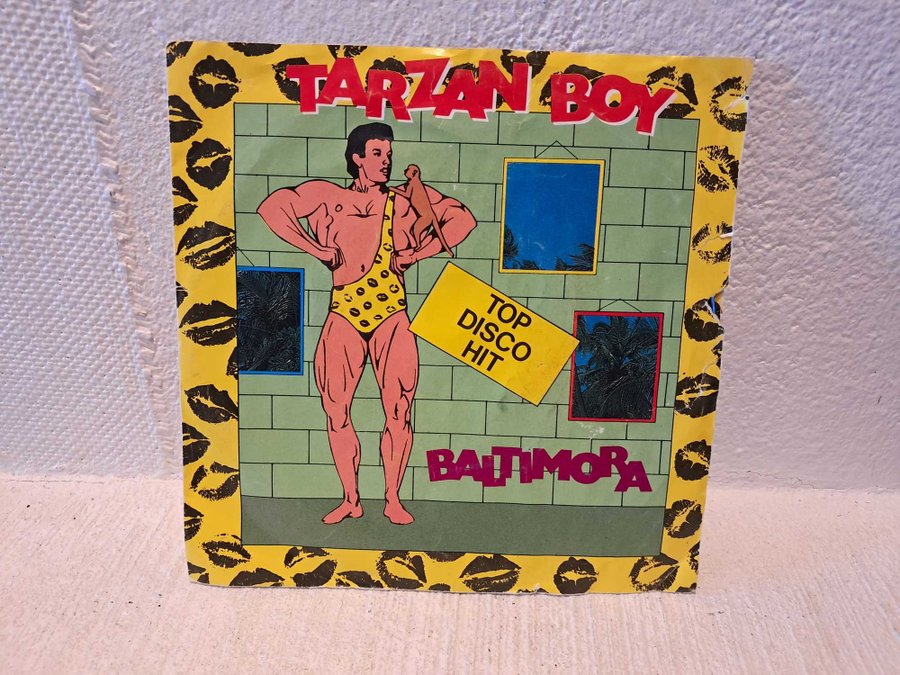 TARZAN BOY
TOP
DISCO
HIT
BALTIMORA